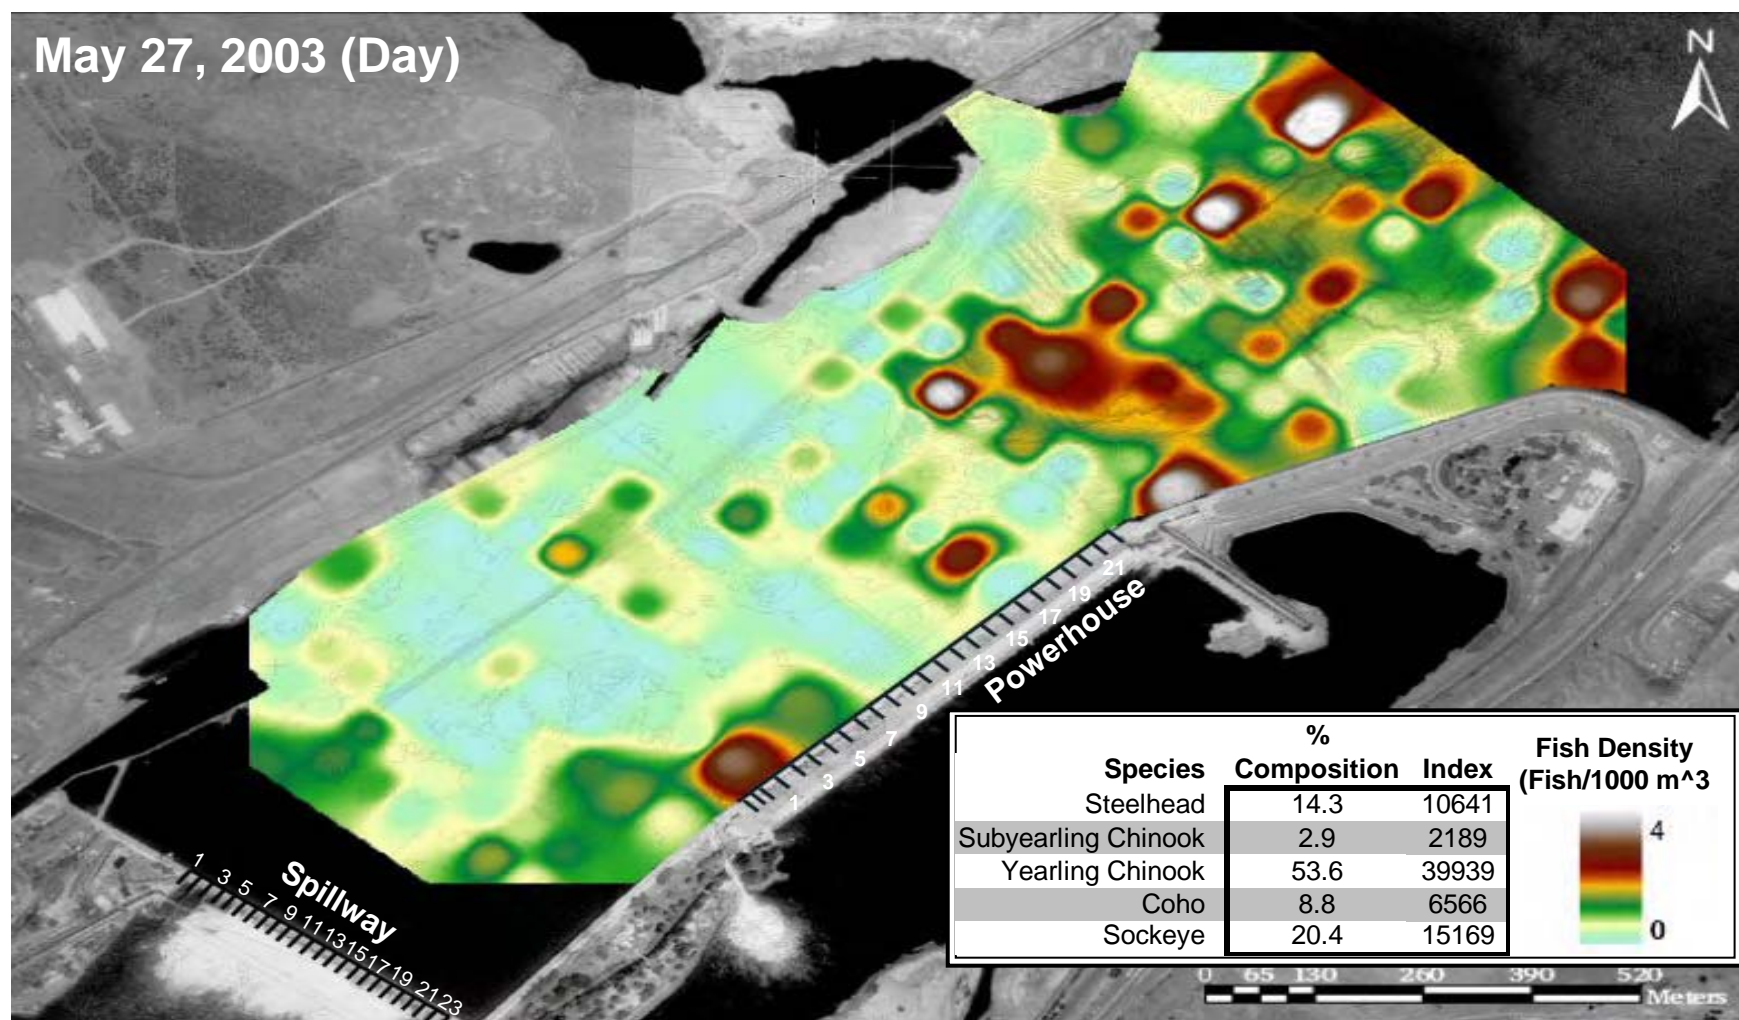 May 27, 2003 (Day)
N
21
19
17
15
13
11
9
7
5
3
1
Powerhouse
Spillway
1 3 5 7 9 11 13 15 17 19 21 23
%
Species Composition Index
Steelhead 14.3 10641
Subyearling Chinook 2.9 2189
Yearling Chinook 53.6 39939
Coho 8.8 6566
Sockeye 20.4 15169
Fish Density
(Fish/1000 m^3
4
0
0 65 130 260 390 520
Meters